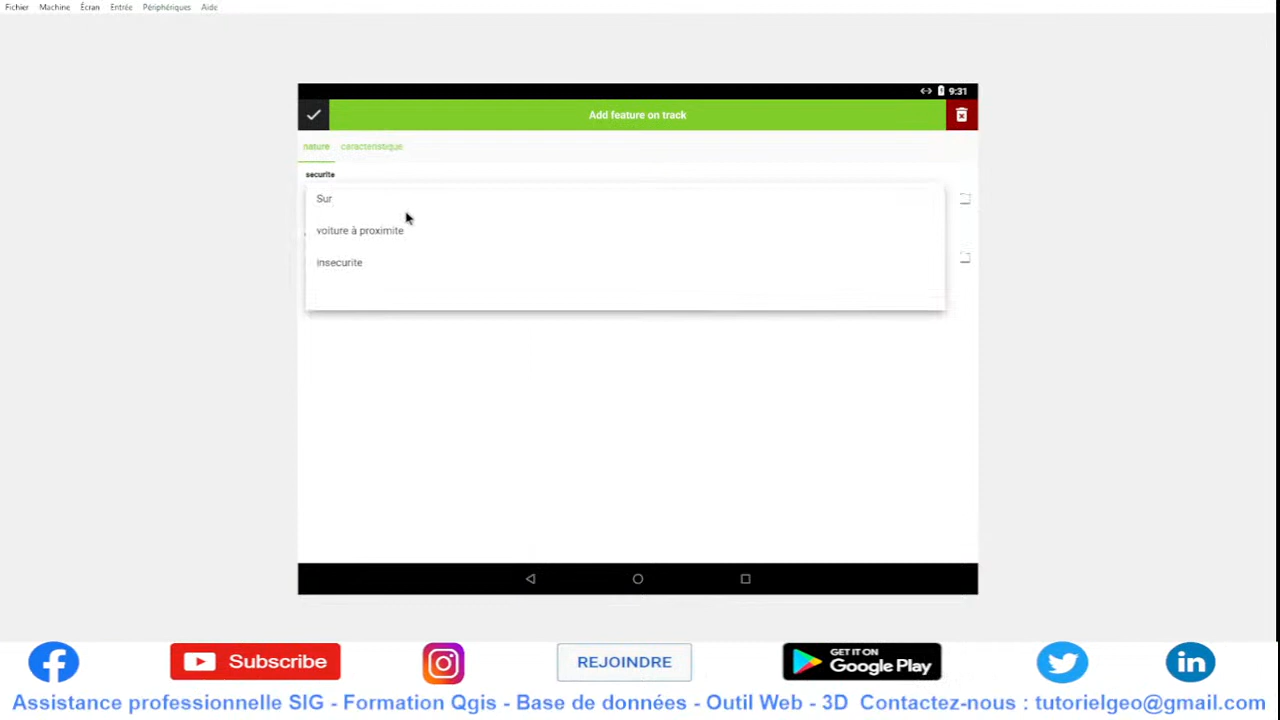 Fichier Machine Écran Entrée Périphériques Aide
9:31
Add feature on track
nature caracteristique
securite
Sur
voiture à proximite
insecurite
Subscribe
REJOINDRE
GET IT ON
Google Play
Assistance professionnelle SIG - Formation Qgis - Base de données - Outil Web - 3D Contactez-nous : tutorielgeo@gmail.com